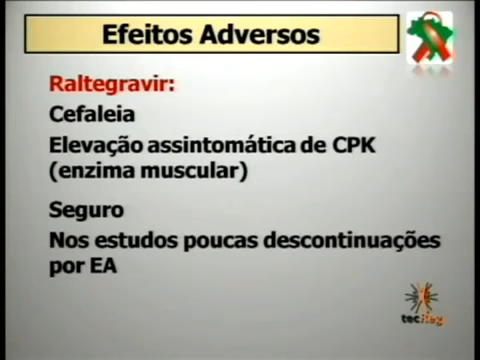 Efeitos Adversos
Raltegravir:
Cefaleia
Elevação assintomática de CPK
(enzima muscular)
Seguro
Nos estudos poucas descontinuações
por EA